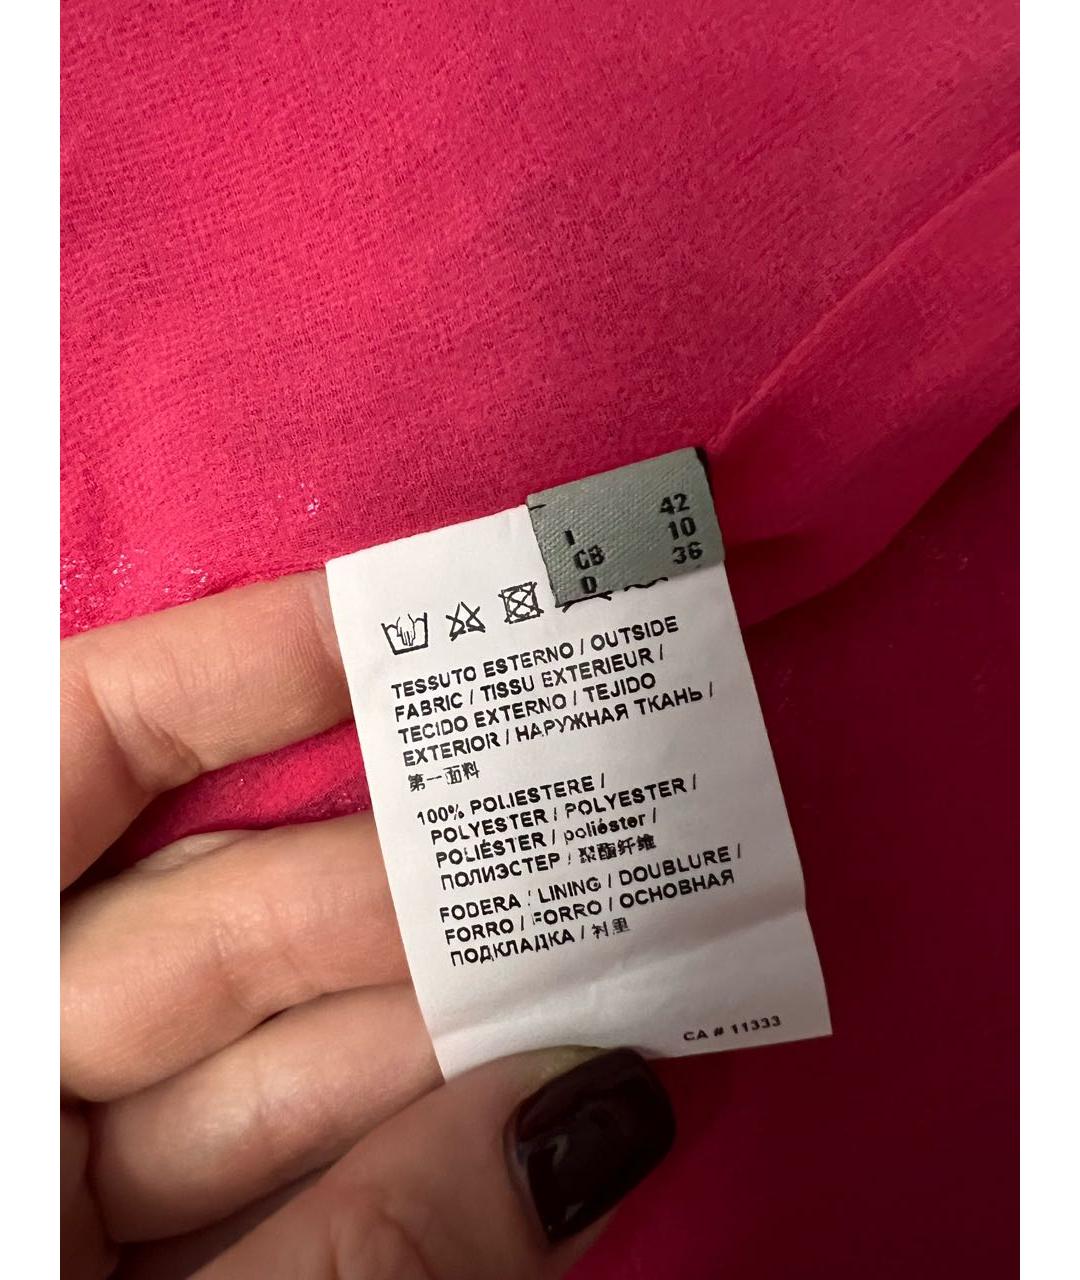 I 42
GB 10
D 36
TESSUTO ESTERNO / OUTSIDE
FABRIC / TISSU EXTERIEUR /
TECIDO EXTERNO / TEJIDO
EXTERIOR / НАРУЖНАЯ ТКАНЬ /
第一面料
100% POLIESTERE /
POLYESTER / POLYESTER /
POLIÉSTER / poliéster /
ПОЛИЭСТЕР / 聚酯纤维
FODERA / LINING / DOUBLURE /
FORRO / FORRO / ОСНОВНАЯ
ПОДКЛАДКА / 衬里
CA # 11333